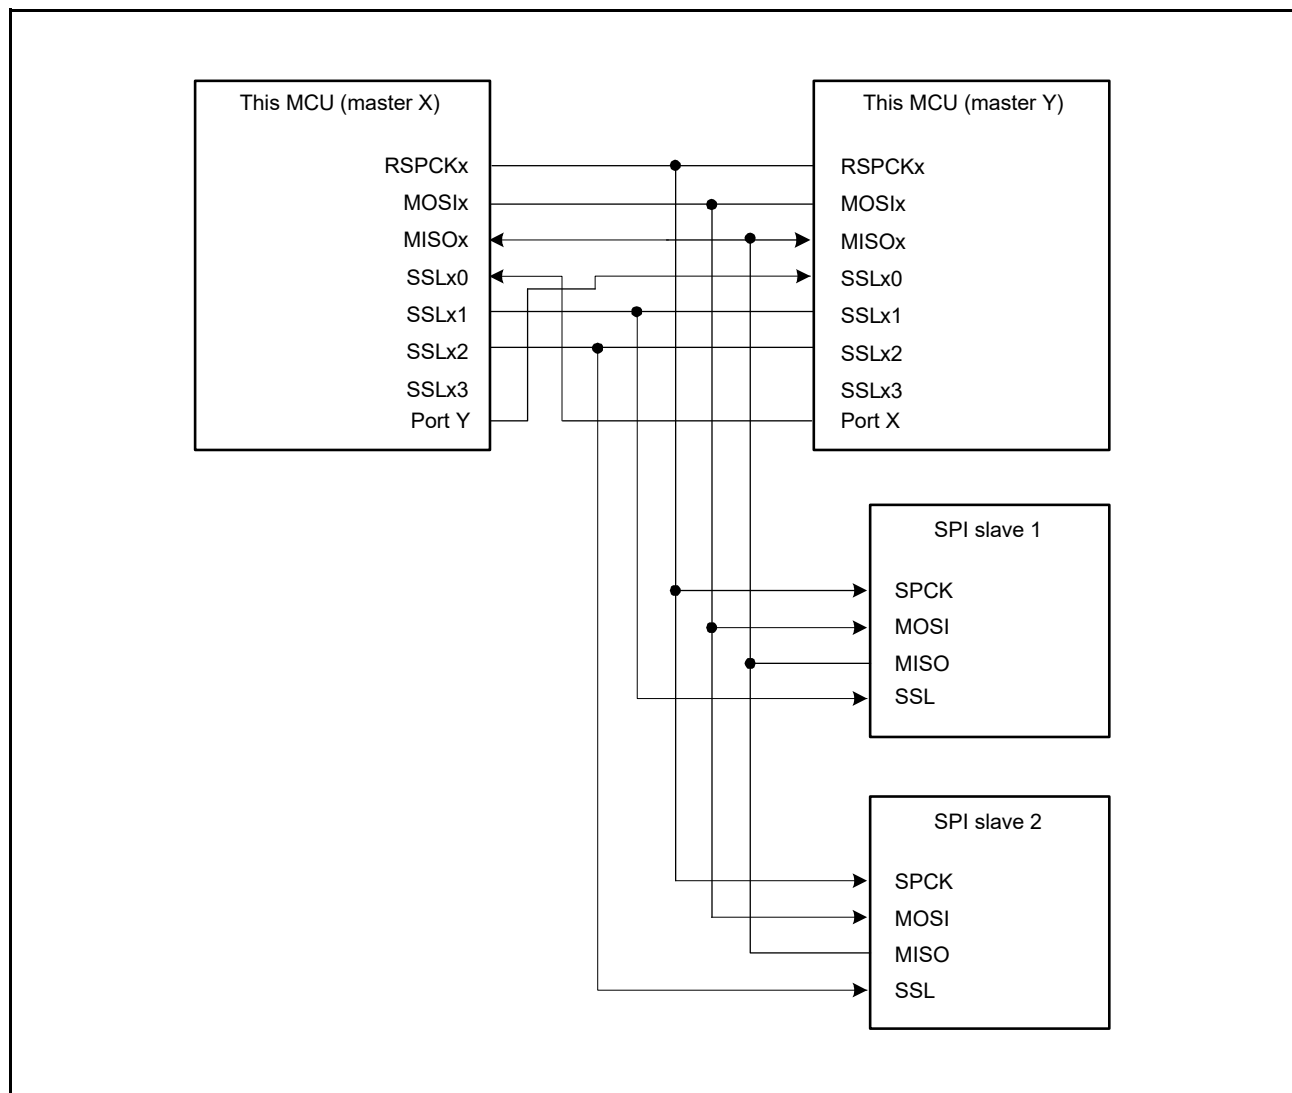 This MCU (master X)
RSPCKx
MOSIx
MISOx
SSLx0
SSLx1
SSLx2
SSLx3
Port Y
This MCU (master Y)
RSPCKx
MOSIx
MISOx
SSLx0
SSLx1
SSLx2
SSLx3
Port X
SPI slave 1
SPCK
MOSI
MISO
SSL
SPI slave 2
SPCK
MOSI
MISO
SSL